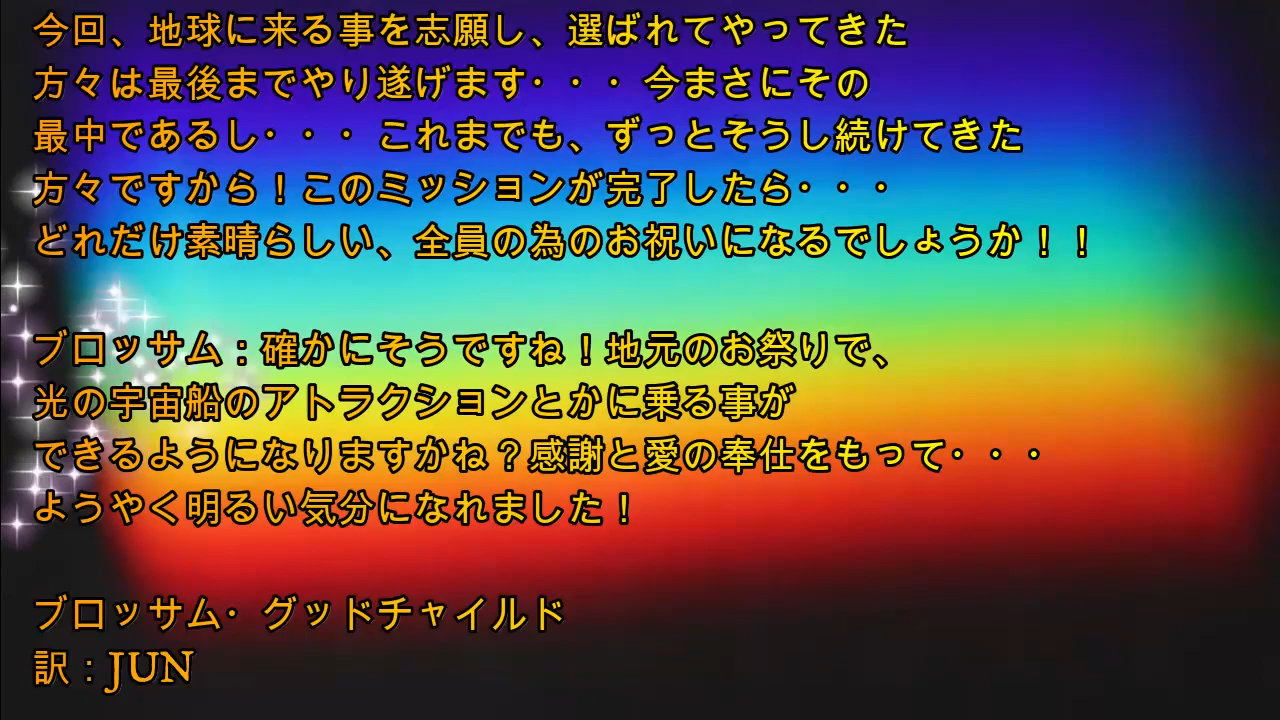 今回、地球に来る事を志願し、選ばれてやってきた
方々は最後までやり遂げます・・・今まさにその
最中であるし・・・これまでも、ずっとそうし続けてきた
方々ですから！このミッションが完了したら・・・
どれだけ素晴らしい、全員の為のお祝いになるでしょうか！！
ブロッサム：確かにそうですね！地元のお祭りで、
光の宇宙船のアトラクションとかに乗る事が
できるようになりますかね？感謝と愛の奉仕をもって・・・
ようやく明るい気分になれました！
ブロッサム・グッドチャイルド
訳：JUN